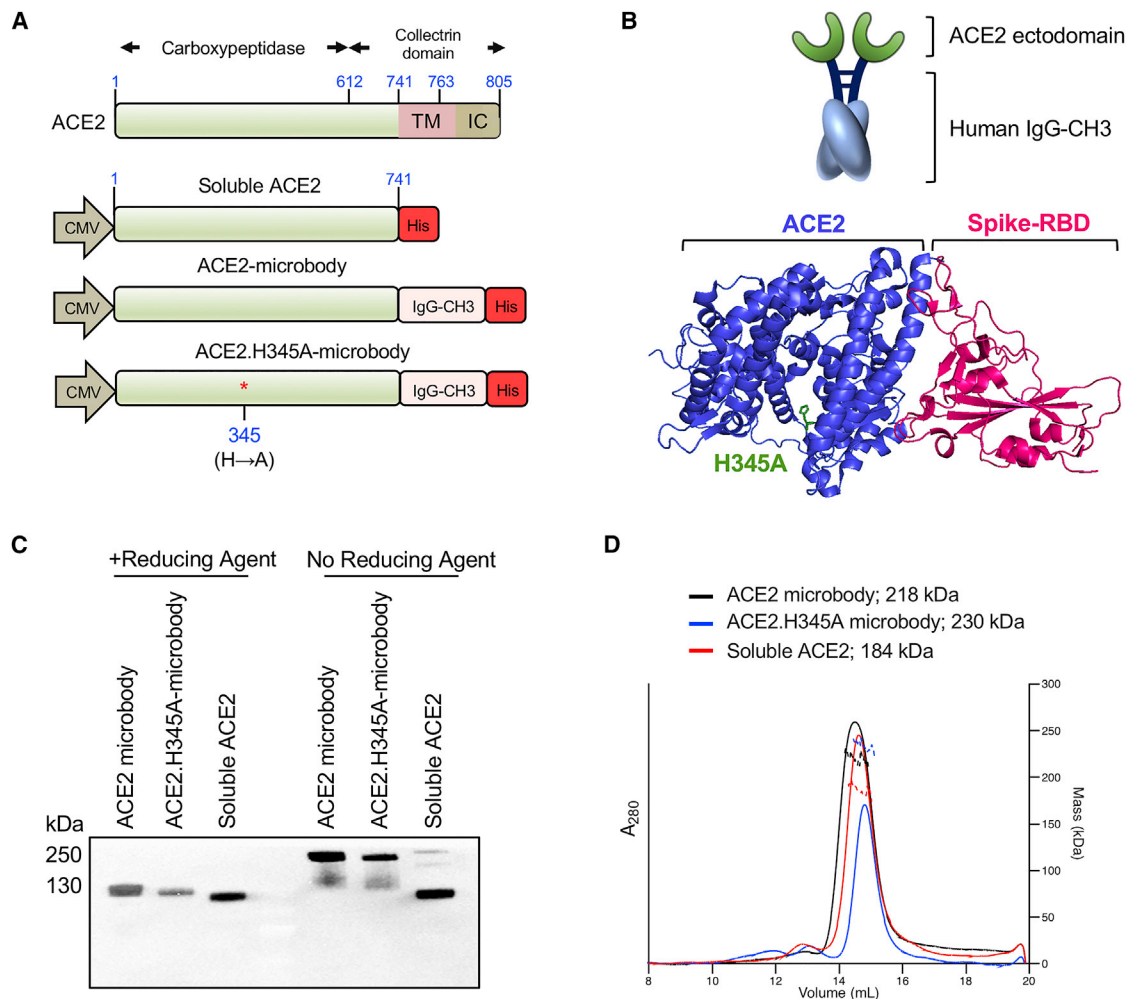 A
Carboxypeptidase
Collectrin
domain
1
612
741
763
805
ACE2
TM
IC
1
Soluble ACE2
741
CMV
His
ACE2-microbody
CMV
IgG-CH3
His
ACE2.H345A-microbody
CMV
*
IgG-CH3
His
345
(H→A)
B
ACE2 ectodomain
Human IgG-CH3
ACE2
Spike-RBD
H345A
C
+Reducing Agent
No Reducing Agent
ACE2 microbody
ACE2.H345A-microbody
Soluble ACE2
ACE2 microbody
ACE2.H345A-microbody
Soluble ACE2
kDa
250
130
D
ACE2 microbody; 218 kDa
ACE2.H345A microbody; 230 kDa
Soluble ACE2; 184 kDa
A280
300
250
200
150
100
50
0
Mass (kDa)
8
10
12
14
16
18
20
Volume (mL)